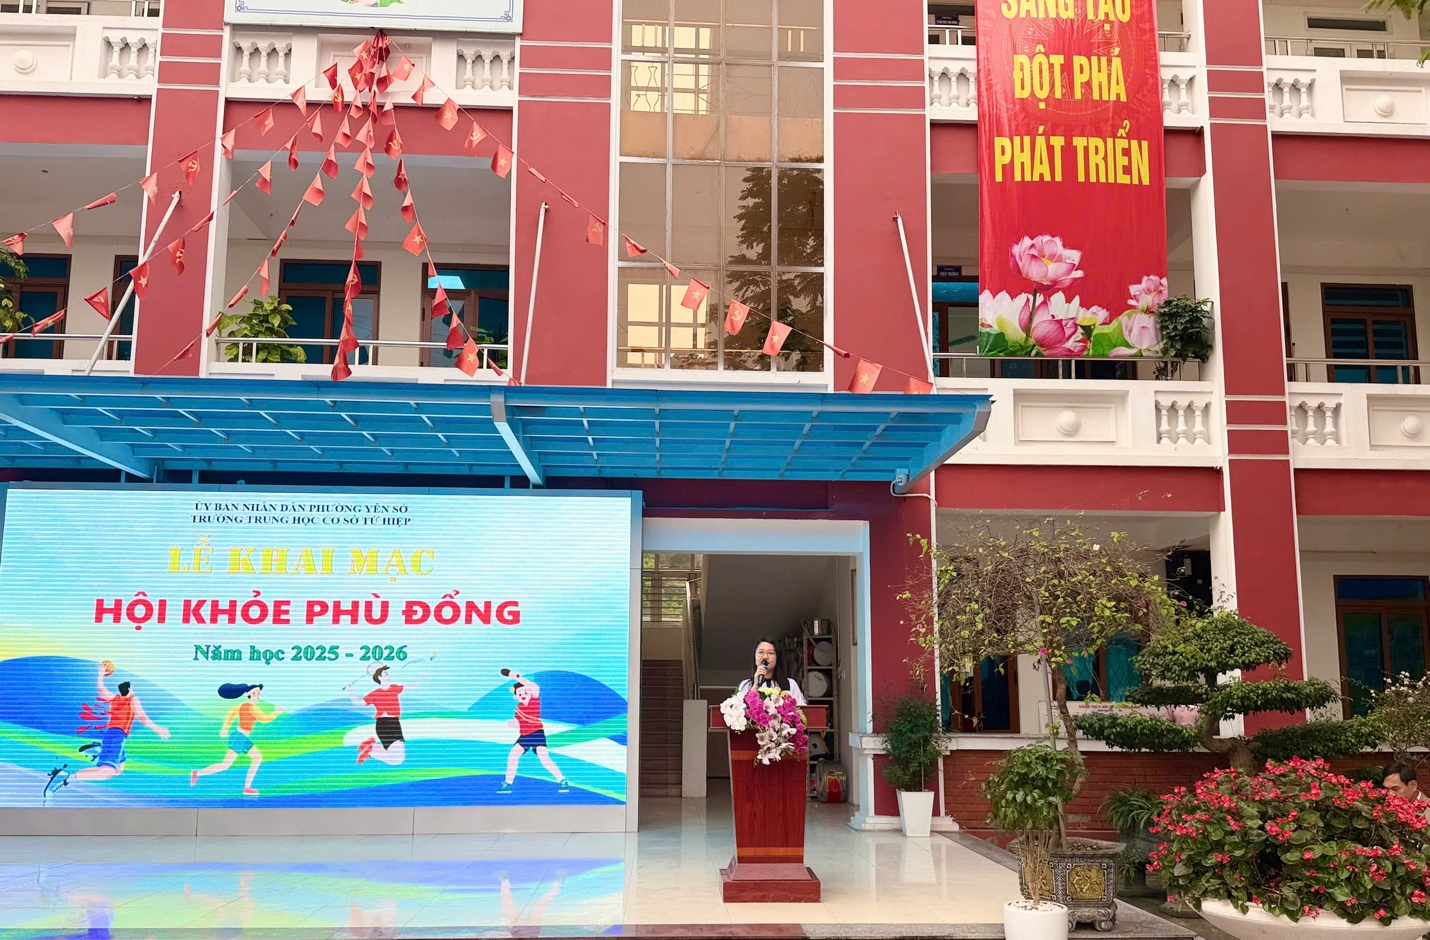 SÁNG TẠO
ĐỘT PHÁ
PHÁT TRIỂN
ỦY BAN NHÂN DÂN PHƯỜNG YÊN SỞ
TRƯỜNG TRUNG HỌC CƠ SỞ TỨ HIỆP
LỄ KHAI MẠC
HỘI KHỎE PHÙ ĐỔNG
Năm học 2025 - 2026